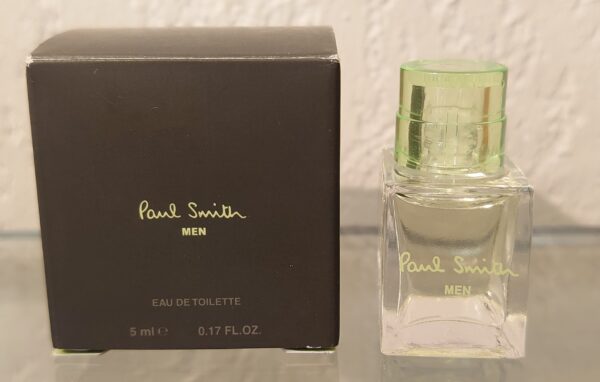 Paul Smith
MEN
EAU DE TOILETTE
5 ml ℮ 0.17 FL.OZ.
Paul Smith
MEN